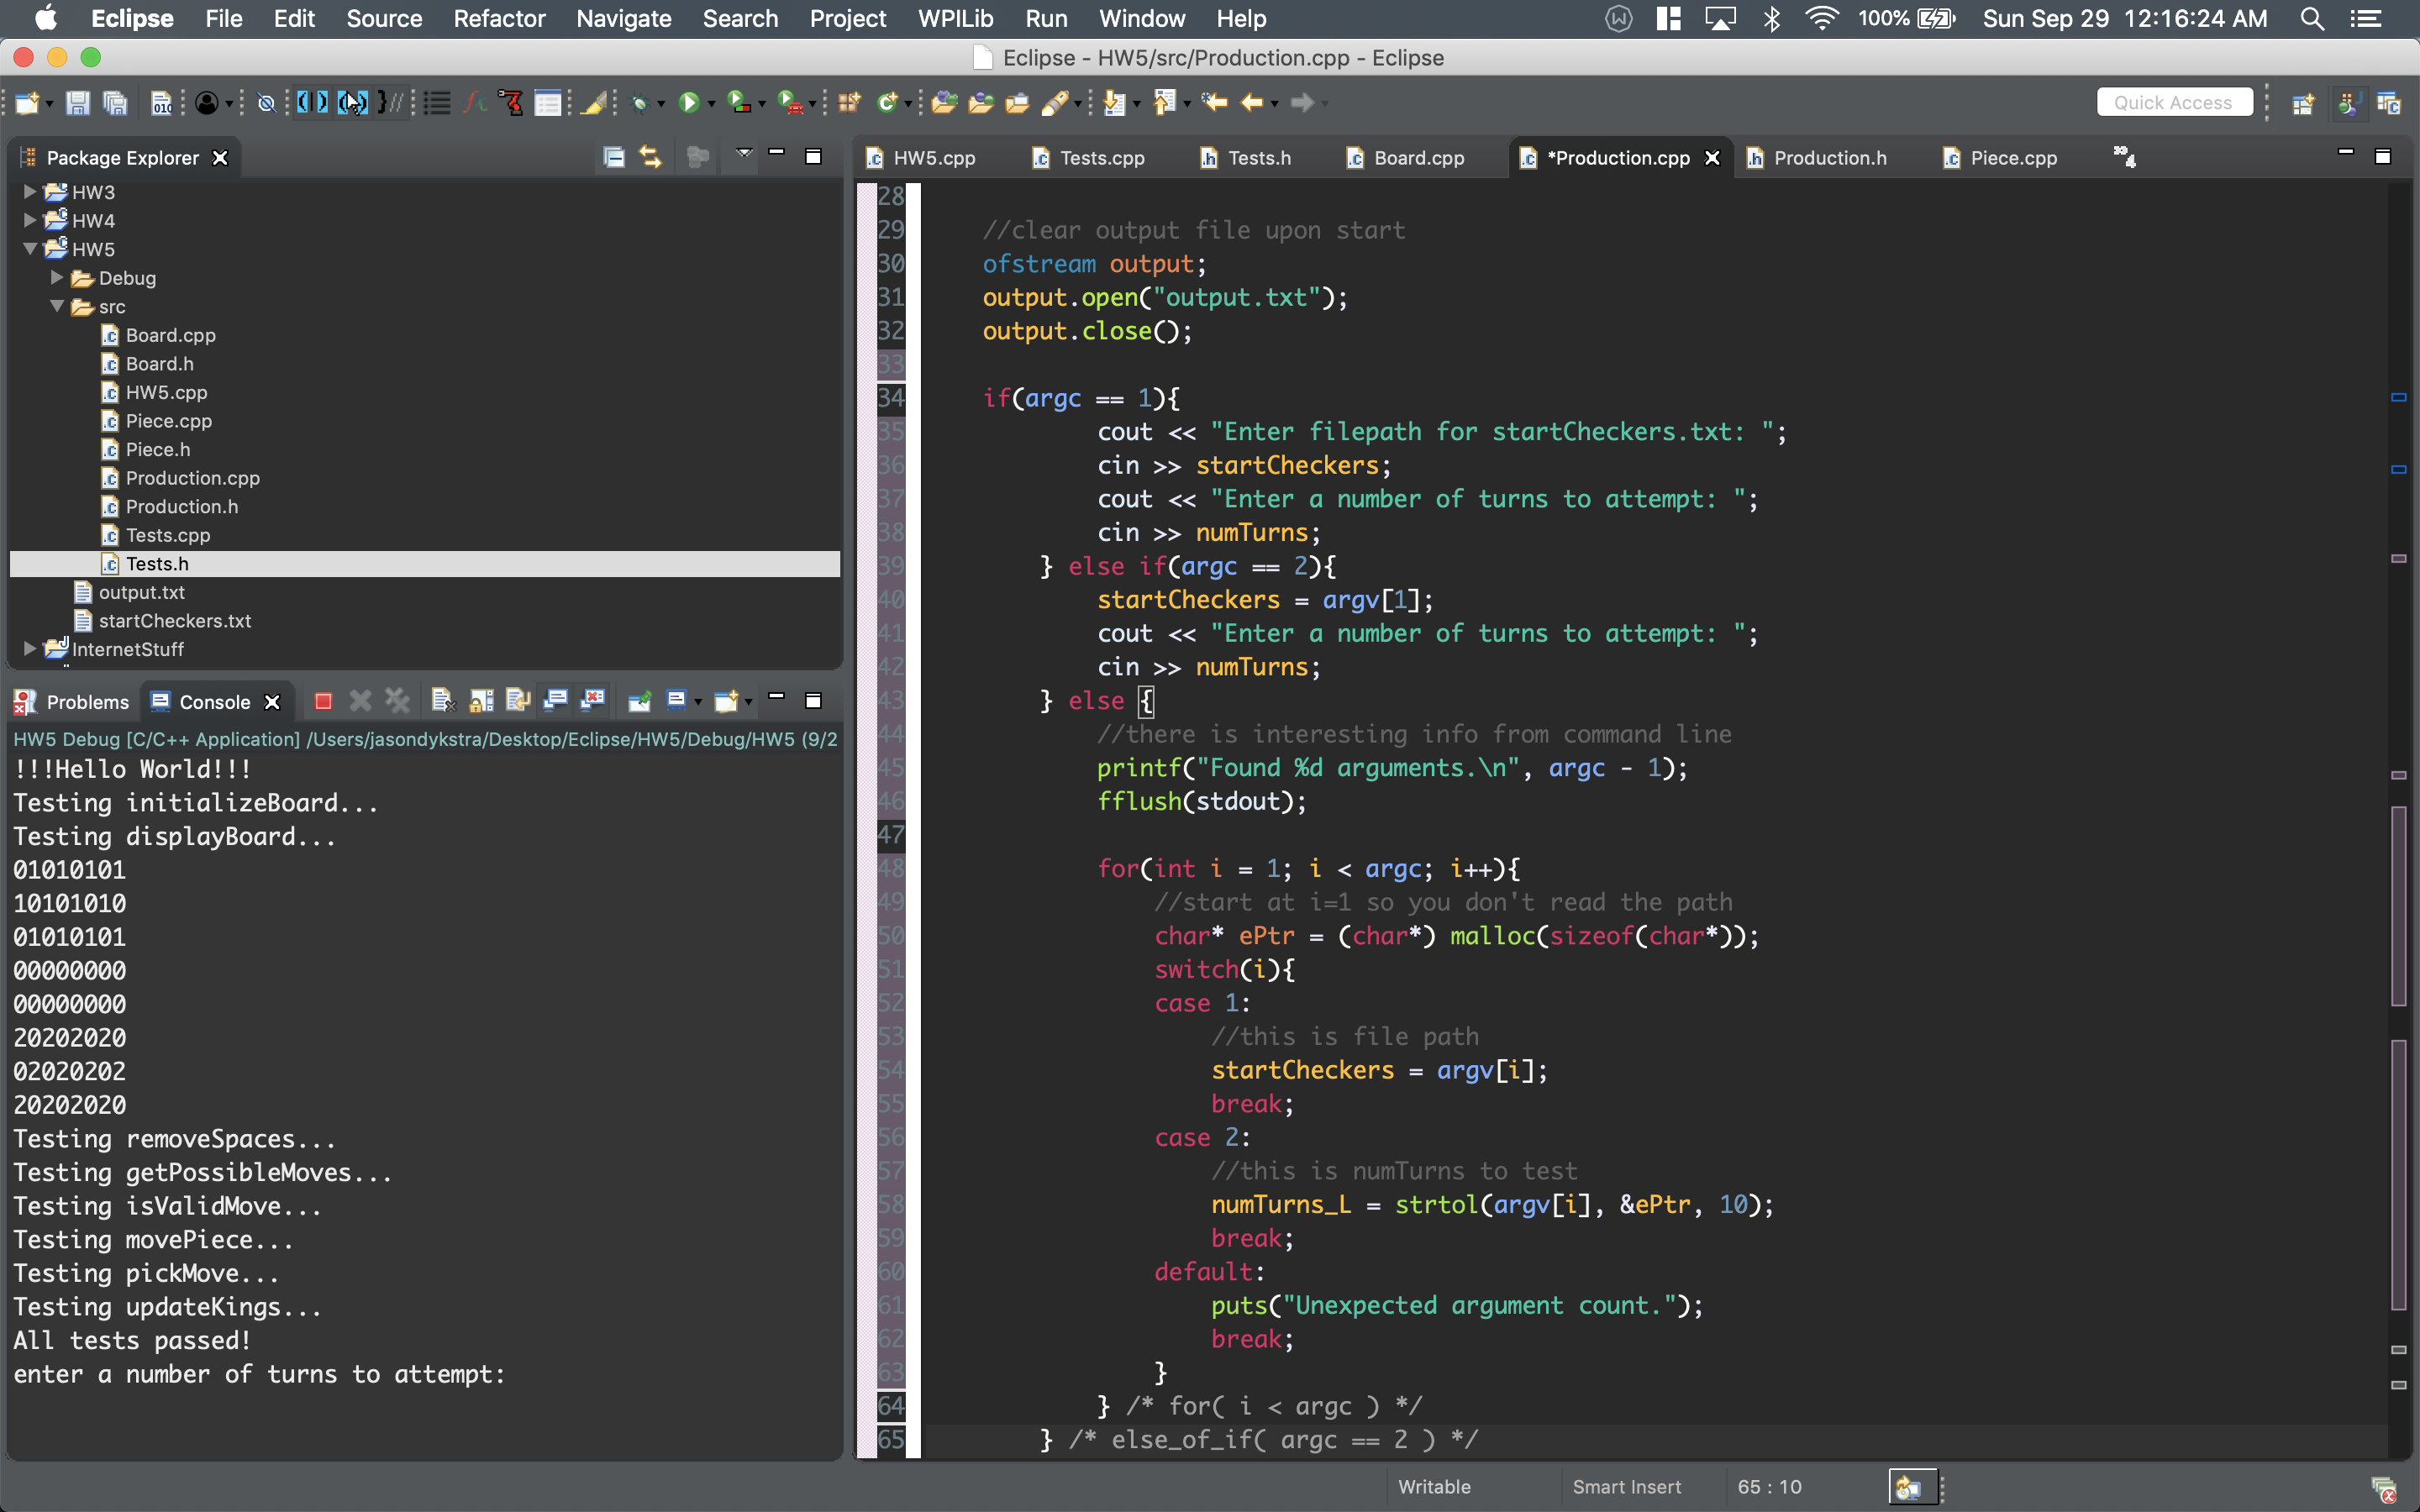 Eclipse File Edit Source Refactor Navigate Search Project WPILib Run Window Help 100% Sun Sep 29 12:16:24 AM
Eclipse - HW5/src/Production.cpp - Eclipse
Quick Access
Package Explorer
HW3
HW4
HW5
Debug
src
Board.cpp
Board.h
HW5.cpp
Piece.cpp
Piece.h
Production.cpp
Production.h
Tests.cpp
Tests.h
output.txt
startCheckers.txt
InternetStuff
Problems Console
HW5 Debug [C/C++ Application] /Users/jasondykstra/Desktop/Eclipse/HW5/Debug/HW5 (9/2
!!!Hello World!!!
Testing initializeBoard...
Testing displayBoard...
01010101
10101010
01010101
00000000
00000000
20202020
02020202
20202020
Testing removeSpaces...
Testing getPossibleMoves...
Testing isValidMove...
Testing movePiece...
Testing pickMove...
Testing updateKings...
All tests passed!
enter a number of turns to attempt:
HW5.cpp Tests.cpp Tests.h Board.cpp *Production.cpp Production.h Piece.cpp 4
28
29 //clear output file upon start
30 ofstream output;
31 output.open("output.txt");
32 output.close();
33
34 if(argc == 1){
35 cout << "Enter filepath for startCheckers.txt: ";
36 cin >> startCheckers;
37 cout << "Enter a number of turns to attempt: ";
38 cin >> numTurns;
39 } else if(argc == 2){
40 startCheckers = argv[1];
41 cout << "Enter a number of turns to attempt: ";
42 cin >> numTurns;
43 } else {
44 //there is interesting info from command line
45 printf("Found %d arguments.\n", argc - 1);
46 fflush(stdout);
47
48 for(int i = 1; i < argc; i++){
49 //start at i=1 so you don't read the path
50 char* ePtr = (char*) malloc(sizeof(char*));
51 switch(i){
52 case 1:
53 //this is file path
54 startCheckers = argv[i];
55 break;
56 case 2:
57 //this is numTurns to test
58 numTurns_L = strtol(argv[i], &ePtr, 10);
59 break;
60 default:
61 puts("Unexpected argument count.");
62 break;
63 }
64 } /* for( i < argc ) */
65 } /* else_of_if( argc == 2 ) */
Writable Smart Insert 65 : 10